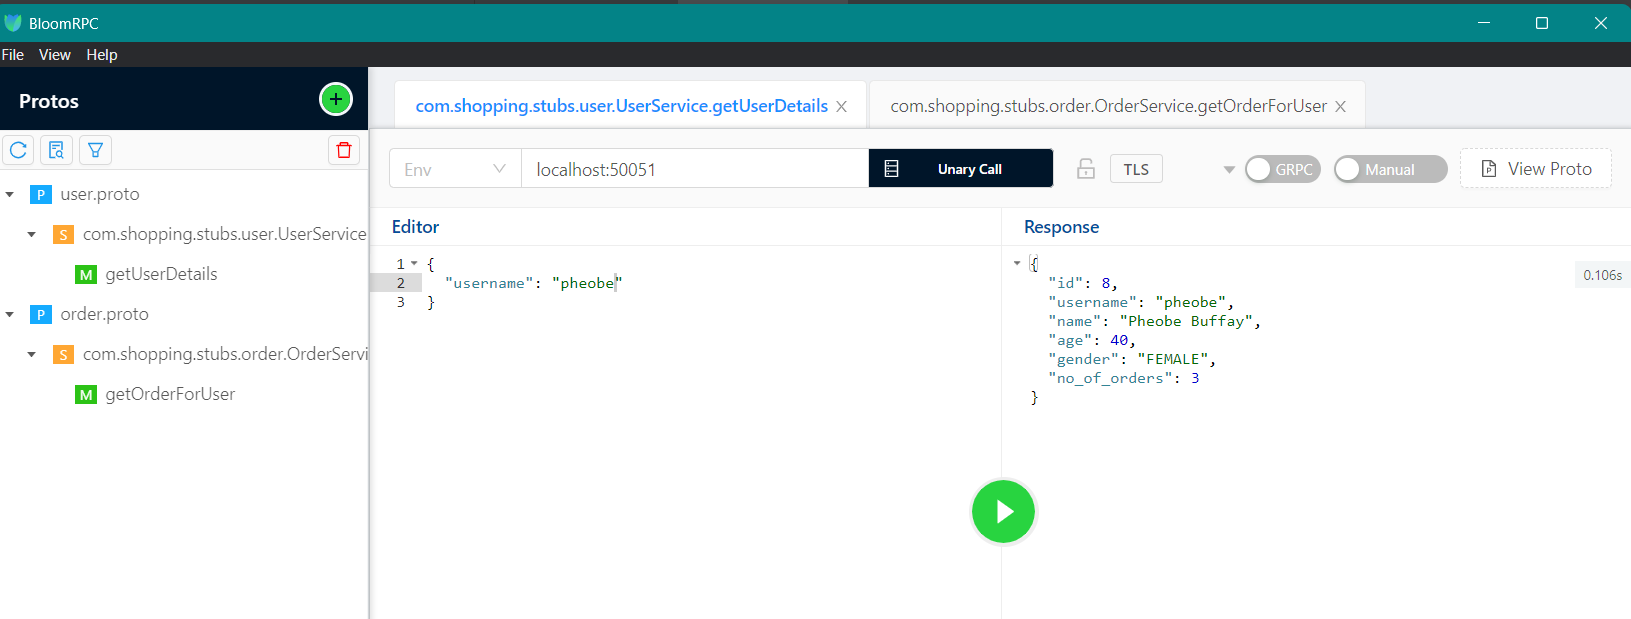 BloomRPC
File View Help
Protos
com.shopping.stubs.user.UserService.getUserDetails
com.shopping.stubs.order.OrderService.getOrderForUser
Env
localhost:50051
Unary Call
TLS
GRPC
Manual
View Proto
P user.proto
S com.shopping.stubs.user.UserService
M getUserDetails
P order.proto
S com.shopping.stubs.order.OrderServi
M getOrderForUser
Editor
1 {
2 "username": "pheobe"
3 }
Response
{
"id": 8,
"username": "pheobe",
"name": "Pheobe Buffay",
"age": 40,
"gender": "FEMALE",
"no_of_orders": 3
}
0.106s